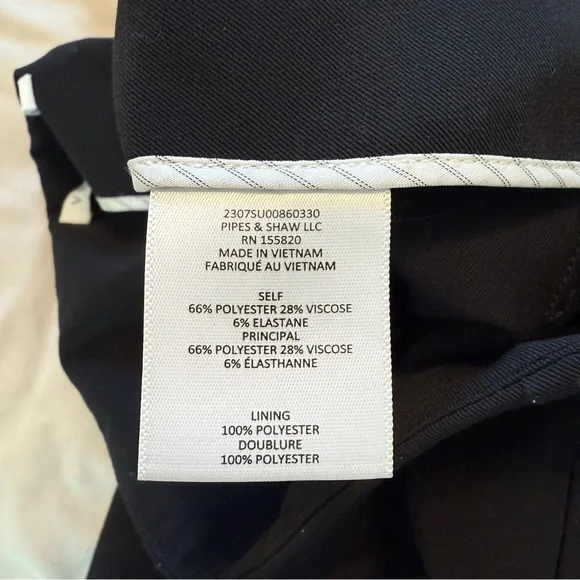 2307SU00860330
PIPES & SHAW LLC
RN 155820
MADE IN VIETNAM
FABRIQUÉ AU VIETNAM
SELF
66% POLYESTER 28% VISCOSE
6% ELASTANE
PRINCIPAL
66% POLYESTER 28% VISCOSE
6% ÉLASTHANNE
LINING
100% POLYESTER
DOUBLURE
100% POLYESTER